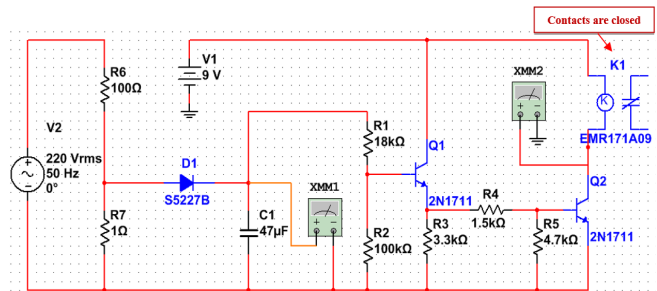 Contacts are closed
K1
V1
9 V
R6
100Ω
XMM2
K
V2
EMR171A09
R1
18kΩ
Q1
220 Vrms
50 Hz
0°
D1
S5227B
XMM1
Q2
2N1711
R4
1.5kΩ
R7
1Ω
C1
47µF
R2
100kΩ
R3
3.3kΩ
R5
4.7kΩ
2N1711